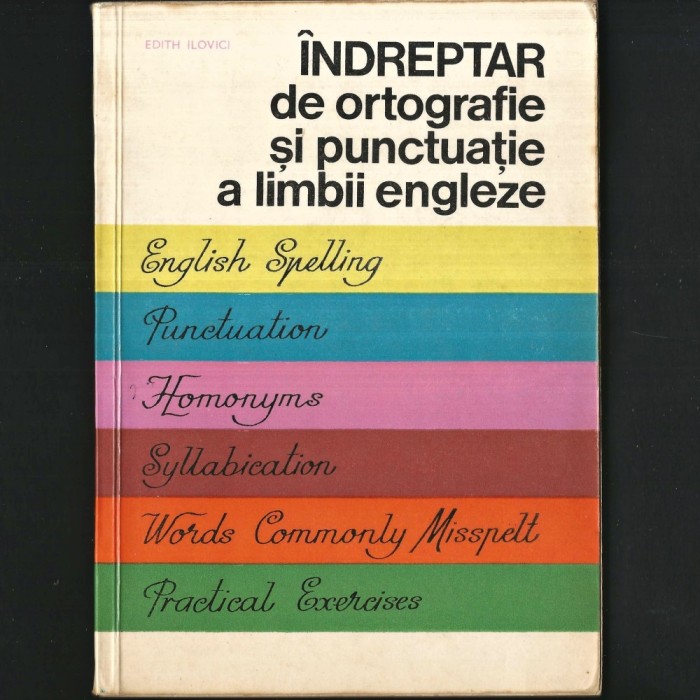 EDITH ILOVICI
ÎNDREPTAR
de ortografie
și punctuație
a limbii engleze
English Spelling
Punctuation
Homonyms
Syllabication
Words Commonly Misspelt
Practical Exercises